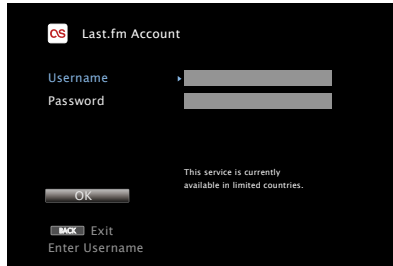 Last.fm Account
Username
Password
This service is currently
available in limited countries.
OK
BACK Exit
Enter Username